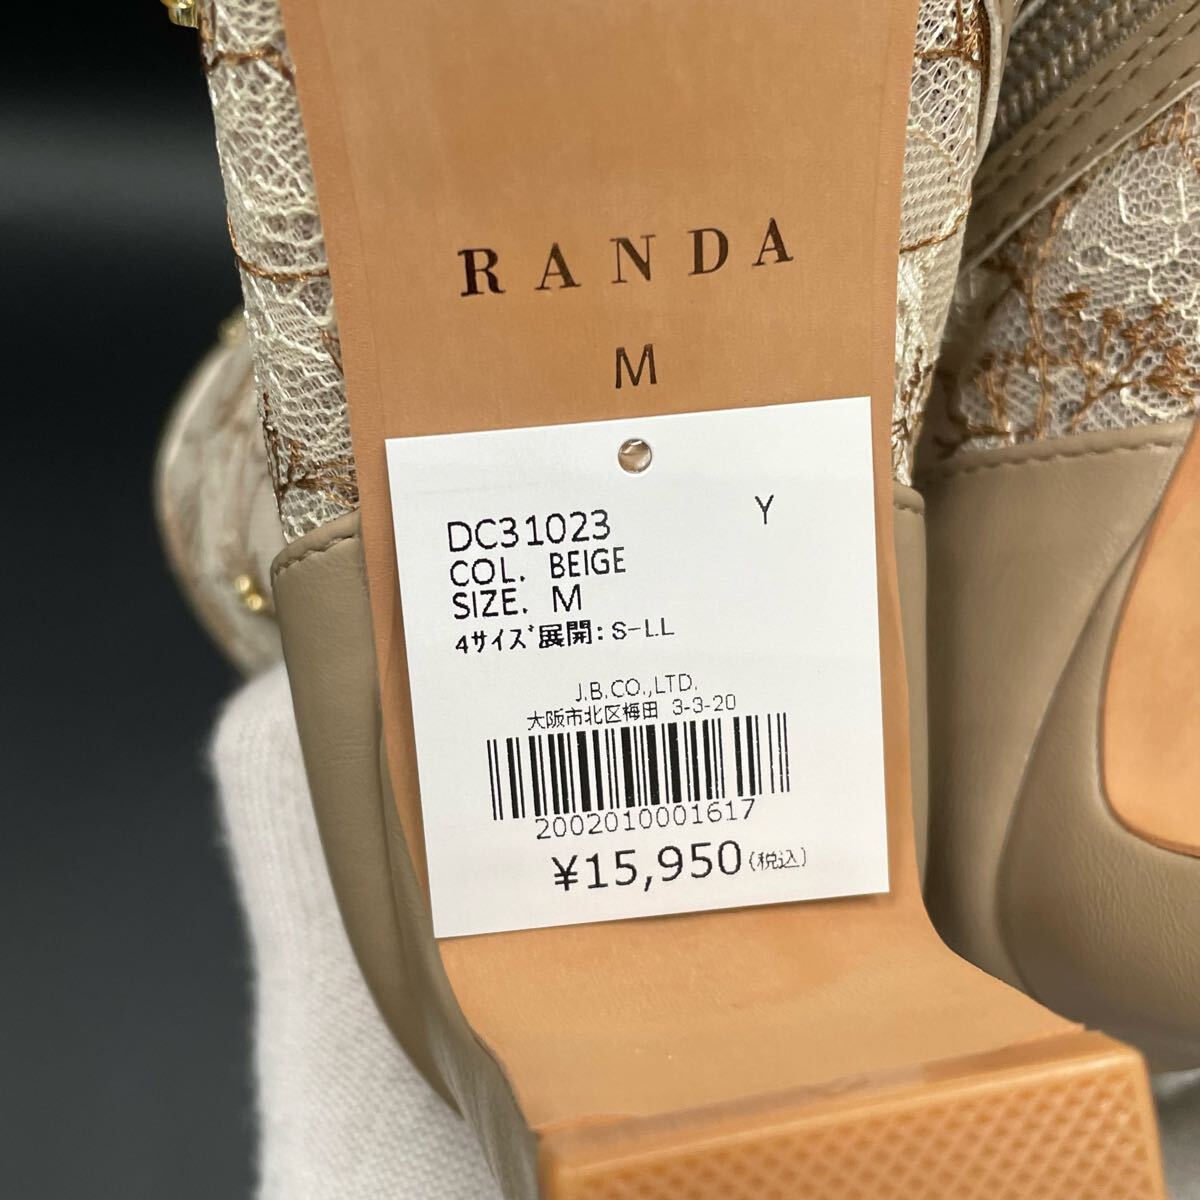 RANDA
M
DC31023 Y
COL. BEIGE
SIZE. M
4サイズ展開: S-LL
J.B.CO.,LTD.
大阪市北区梅田 3-3-20
2002010001617
¥15,950(税込)